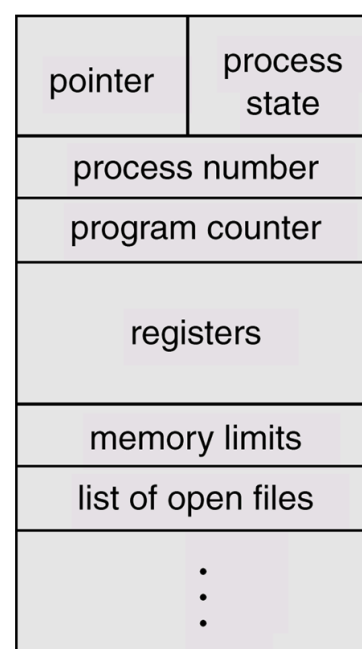 pointer
process
state
process number
program counter
registers
memory limits
list of open files